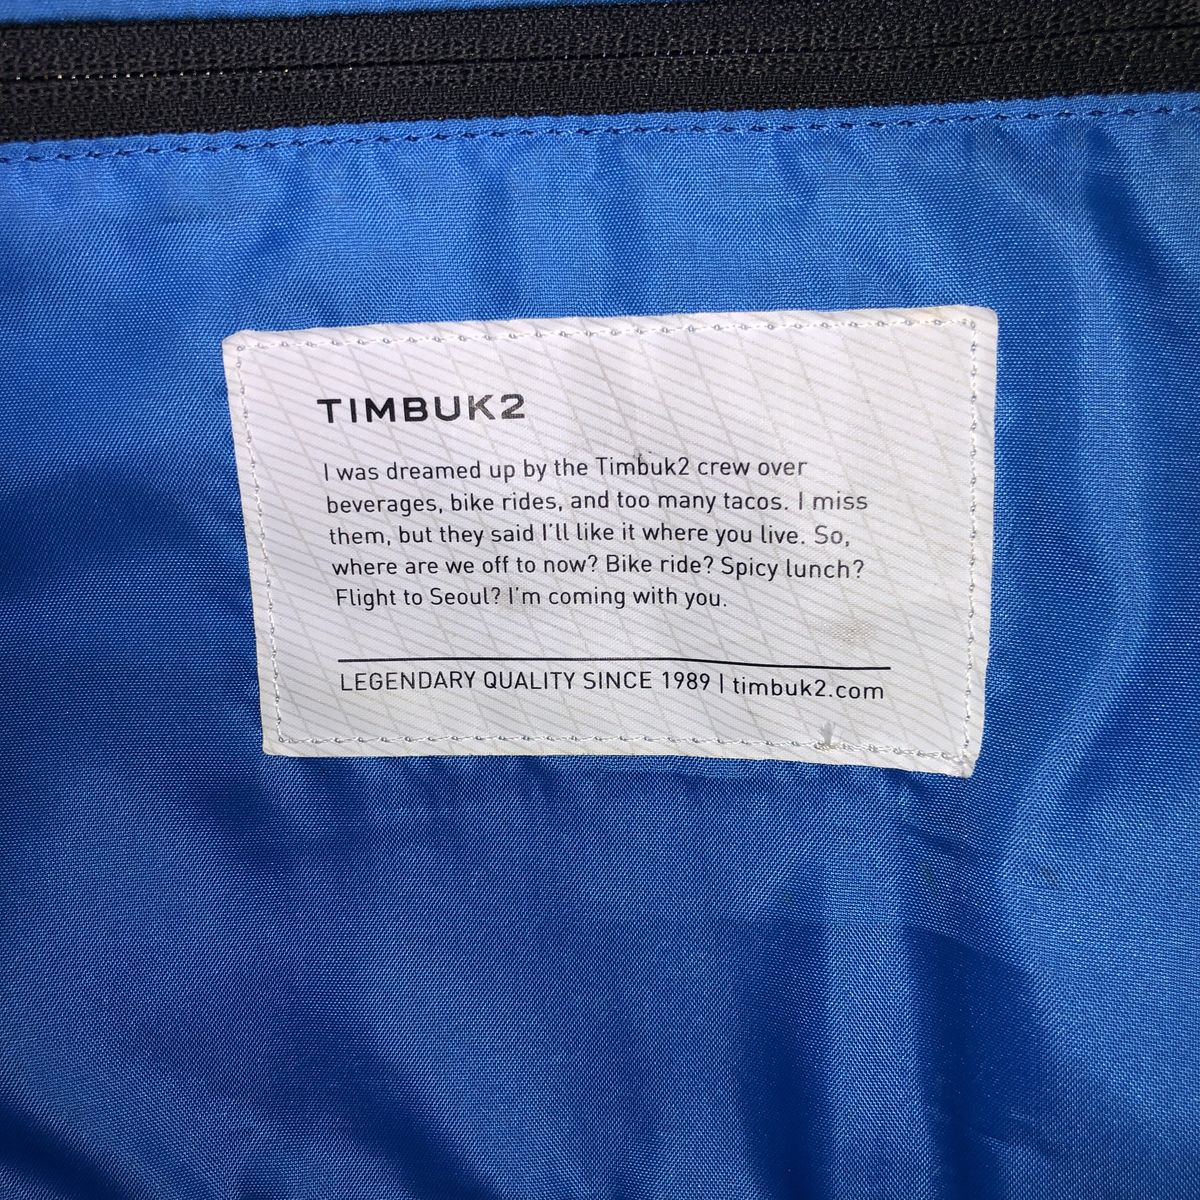 TIMBUK2
I was dreamed up by the Timbuk2 crew over
beverages, bike rides, and too many tacos. I miss
them, but they said I'll like it where you live. So,
where are we off to now? Bike ride? Spicy lunch?
Flight to Seoul? I'm coming with you.
LEGENDARY QUALITY SINCE 1989 | timbuk2.com